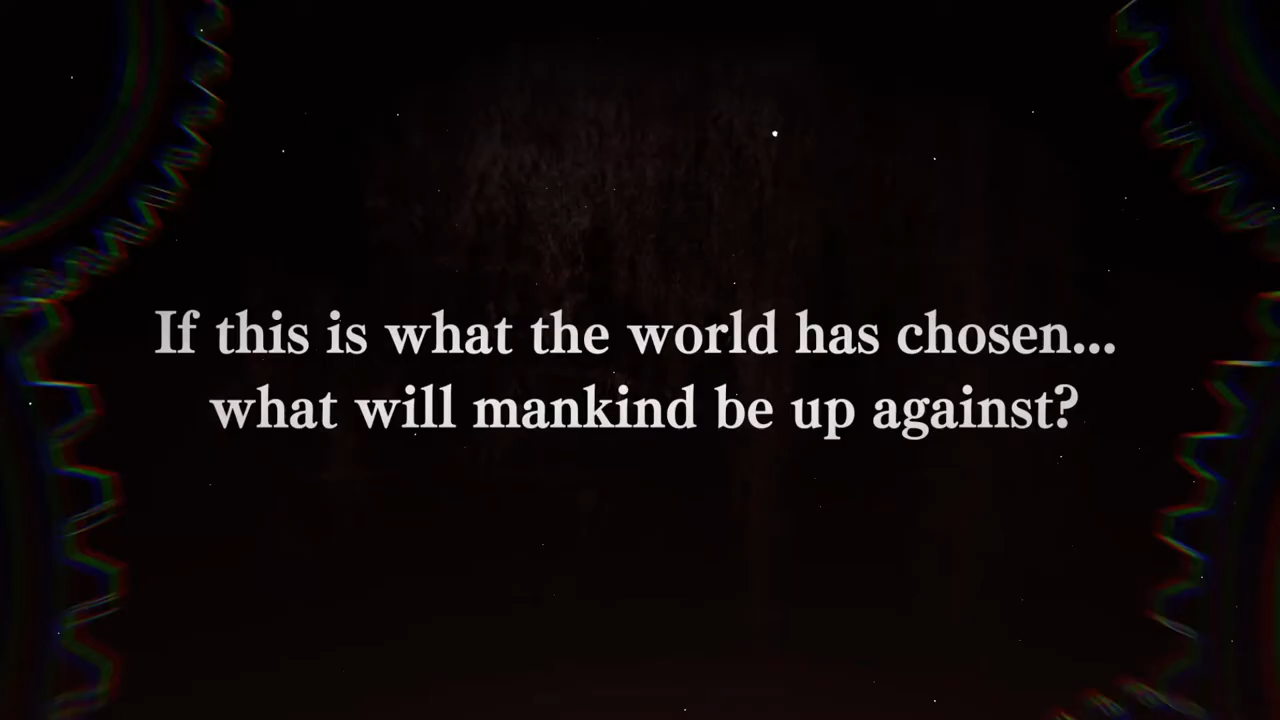 If this is what the world has chosen...
what will mankind be up against?